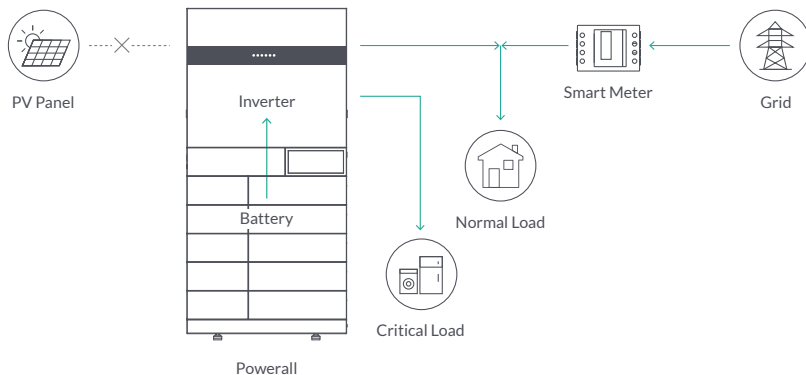 PV Panel
Inverter
Smart Meter
Grid
Battery
Normal Load
Critical Load
Powerall